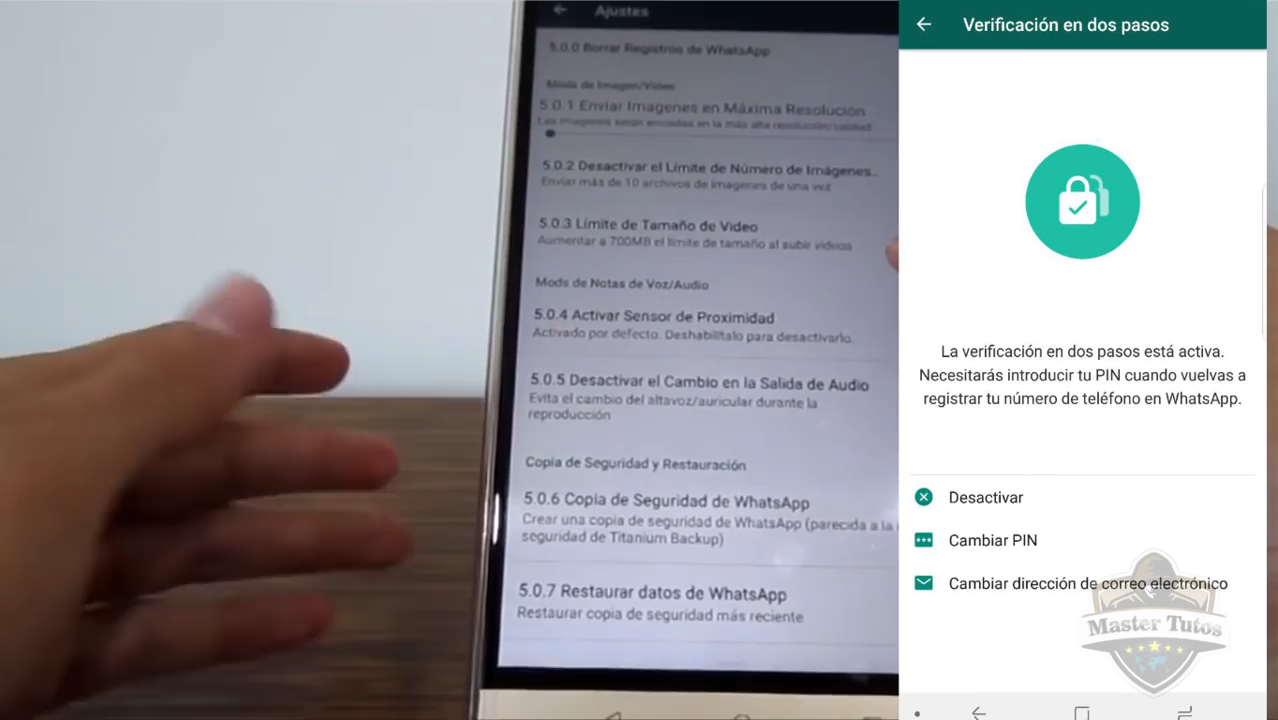 Ajustes
5.0.0 Borrar Registros de WhatsApp
Mods de Imagen/Video
5.0.1 Enviar Imagenes en Máxima Resolución
Las imagenes serán enviadas en la más alta resolución/calidad
5.0.2 Desactivar el Límite de Número de Imágenes..
Enviar más de 10 archivos de imagenes de una vez
5.0.3 Límite de Tamaño de Video
Aumentar a 700MB el límite de tamaño al subir videos
Mods de Notas de Voz/Audio
5.0.4 Activar Sensor de Proximidad
Activado por defecto. Deshabilítalo para desactivarlo.
5.0.5 Desactivar el Cambio en la Salida de Audio
Evita el cambio del altavoz/auricular durante la
reproducción
Copia de Seguridad y Restauración
5.0.6 Copia de Seguridad de WhatsApp
Crear una copia de seguridad de WhatsApp (parecida a la
seguridad de Titanium Backup)
5.0.7 Restaurar datos de WhatsApp
Restaurar copia de seguridad más reciente
Verificación en dos pasos
La verificación en dos pasos está activa.
Necesitarás introducir tu PIN cuando vuelvas a
registrar tu número de teléfono en WhatsApp.
Desactivar
Cambiar PIN
Cambiar dirección de correo electrónico
Master Tutos